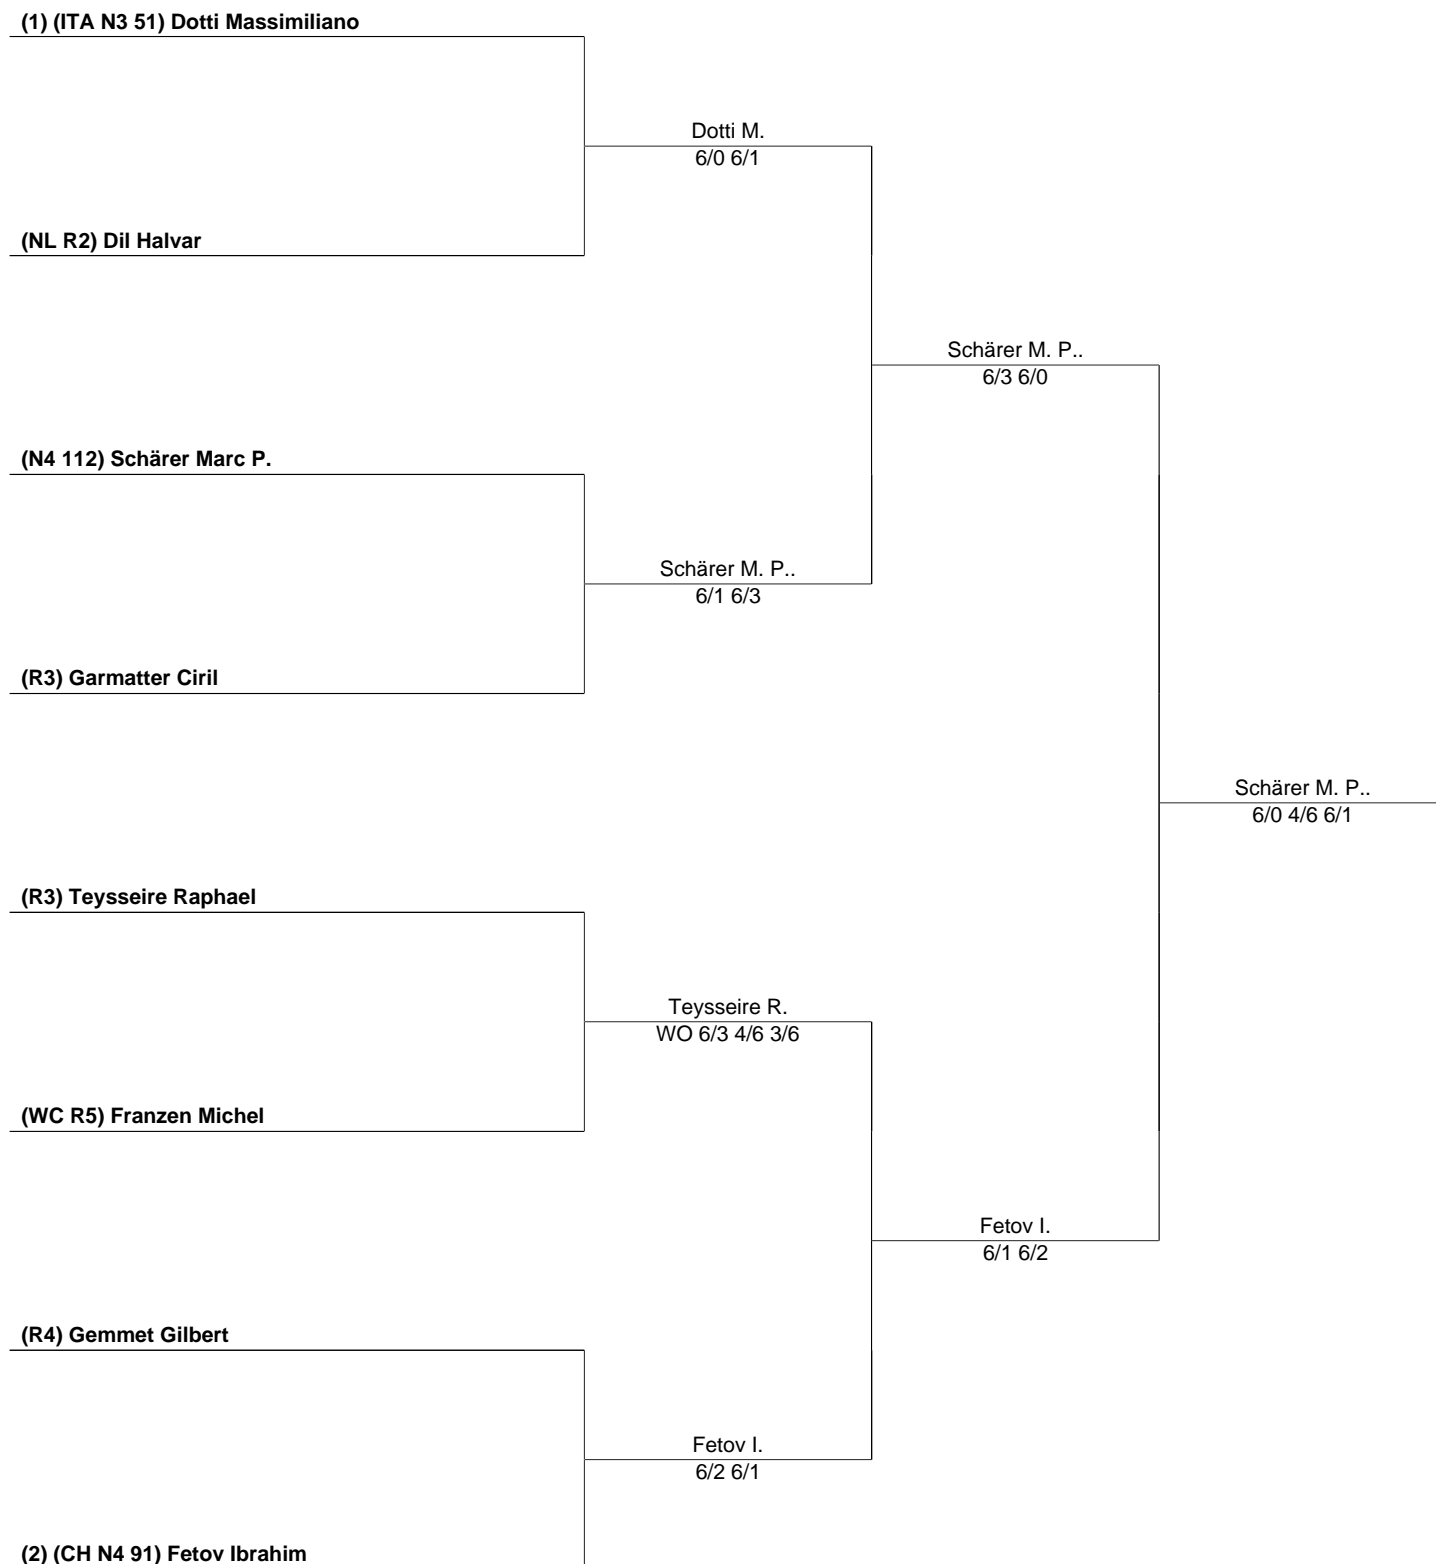 (1) (ITA N3 51) Dotti Massimiliano
Dotti M.
6/0 6/1
(NL R2) Dil Halvar
Schärer M. P..
6/3 6/0
(N4 112) Schärer Marc P.
Schärer M. P..
6/1 6/3
(R3) Garmatter Ciril
Schärer M. P..
6/0 4/6 6/1
(R3) Teysseire Raphael
Teysseire R.
WO 6/3 4/6 3/6
(WC R5) Franzen Michel
Fetov I.
6/1 6/2
(R4) Gemmet Gilbert
Fetov I.
6/2 6/1
(2) (CH N4 91) Fetov Ibrahim